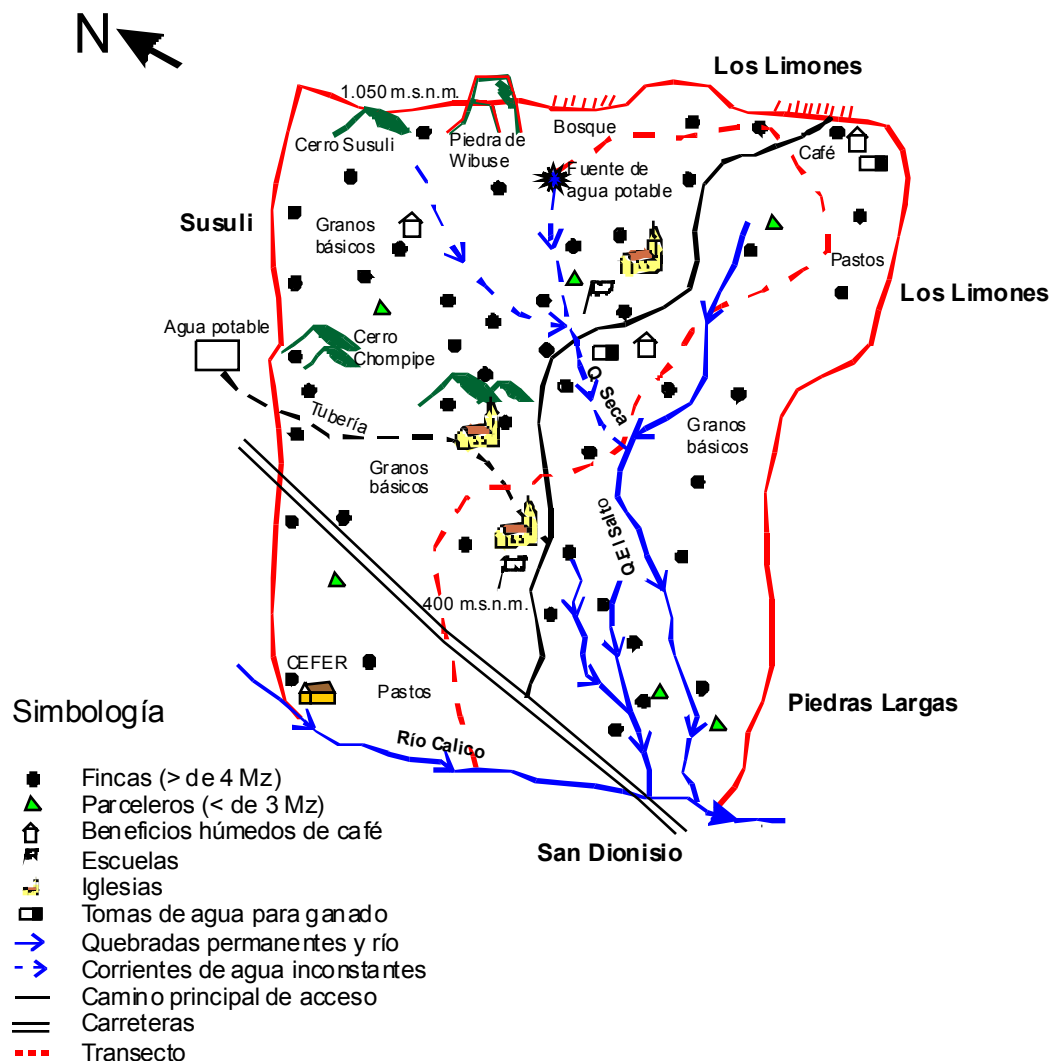 N
Los Limones
1.050 m.s.n.m.
Cerro Susuli
Piedra de
Wibuse
Bosque
Café
Fuente de
agua potable
Susuli
Granos
básicos
Pastos
Los Limones
Agua potable
Cerro
Chompipe
Tubería
Q. Seca
Granos
básicos
Granos
básicos
Q.El Salto
400 m.s.n.m.
CEFER
Pastos
Río Calico
Piedras Largas
San Dionisio
Simbología
Fincas (> de 4 Mz)
Parceleros (< de 3 Mz)
Beneficios húmedos de café
Escuelas
Iglesias
Tomas de agua para ganado
Quebradas permanentes y río
Corrientes de agua inconstantes
Camino principal de acceso
Carreteras
Transecto